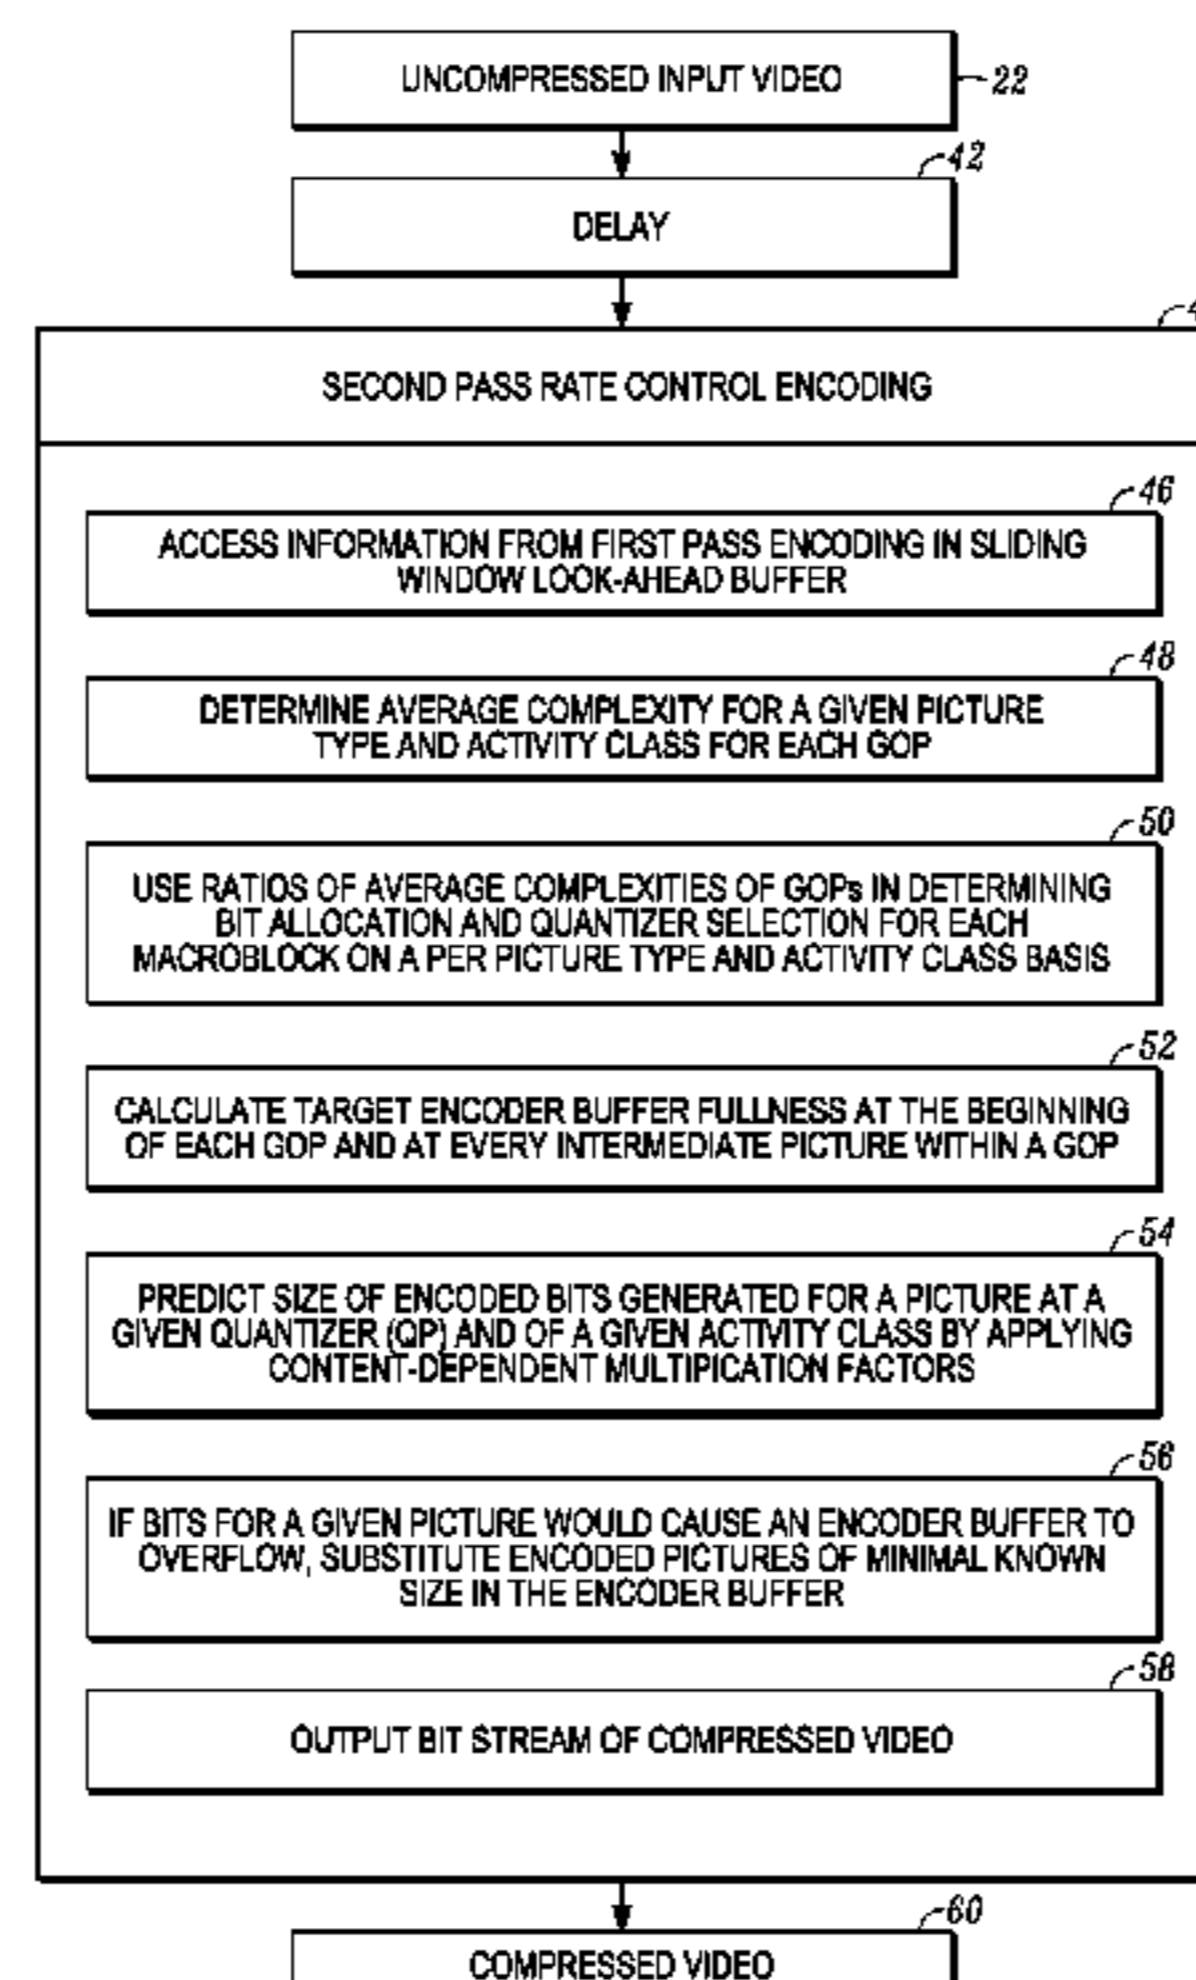 UNCOMPRESSED INPUT VIDEO
22
42
DELAY
SECOND PASS RATE CONTROL ENCODING
46
ACCESS INFORMATION FROM FIRST PASS ENCODING IN SLIDING
WINDOW LOOK-AHEAD BUFFER
48
DETERMINE AVERAGE COMPLEXITY FOR A GIVEN PICTURE
TYPE AND ACTIVITY CLASS FOR EACH GOP
50
USE RATIOS OF AVERAGE COMPLEXITIES OF GOPs IN DETERMINING
BIT ALLOCATION AND QUANTIZER SELECTION FOR EACH
MACROBLOCK ON A PER PICTURE TYPE AND ACTIVITY CLASS BASIS
52
CALCULATE TARGET ENCODER BUFFER FULLNESS AT THE BEGINNING
OF EACH GOP AND AT EVERY INTERMEDIATE PICTURE WITHIN A GOP
54
PREDICT SIZE OF ENCODED BITS GENERATED FOR A PICTURE AT A
GIVEN QUANTIZER (QP) AND OF A GIVEN ACTIVITY CLASS BY APPLYING
CONTENT-DEPENDENT MULTIPICATION FACTORS
56
IF BITS FOR A GIVEN PICTURE WOULD CAUSE AN ENCODER BUFFER TO
OVERFLOW, SUBSTITUTE ENCODED PICTURES OF MINIMAL KNOWN
SIZE IN THE ENCODER BUFFER
58
OUTPUT BIT STREAM OF COMPRESSED VIDEO
60
COMPRESSED VIDEO